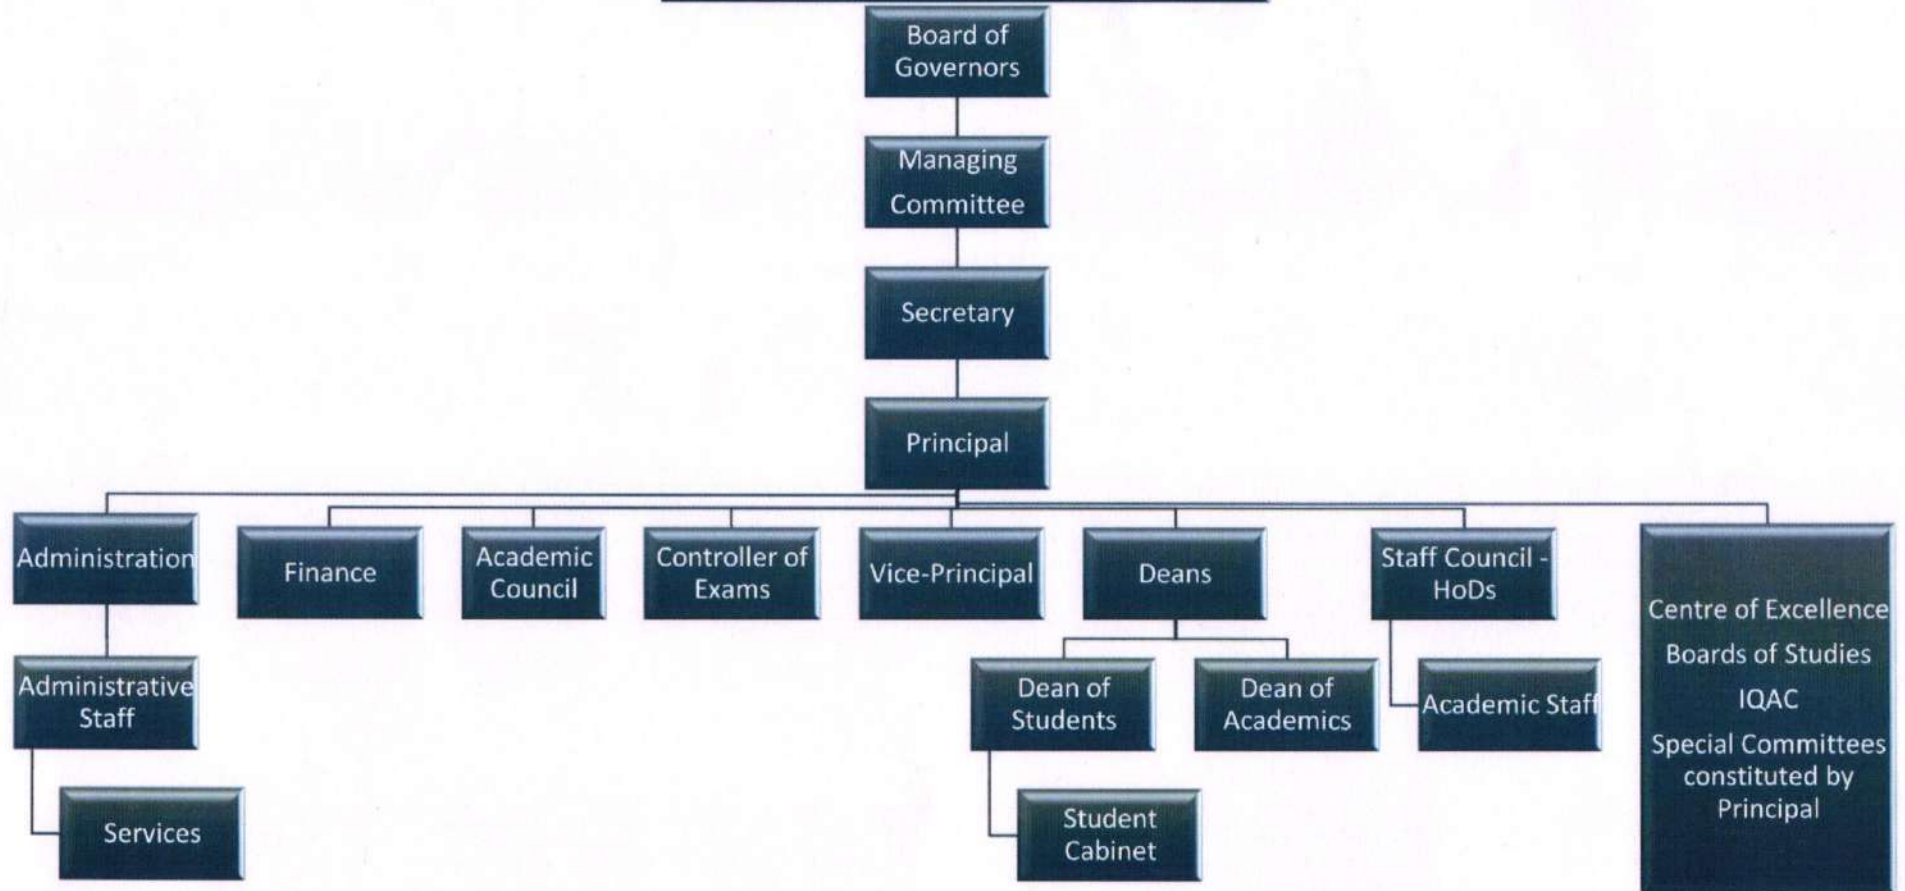 Board of
Governors
Managing
Committee
Secretary
Principal
Administration
Finance
Academic
Council
Controller of
Exams
Vice-Principal
Deans
Staff Council -
HoDs
Centre of Excellence
Boards of Studies
IQAC
Special Committees
constituted by
Principal
Administrative
Staff
Dean of
Students
Dean of
Academics
Academic Staff
Services
Student
Cabinet